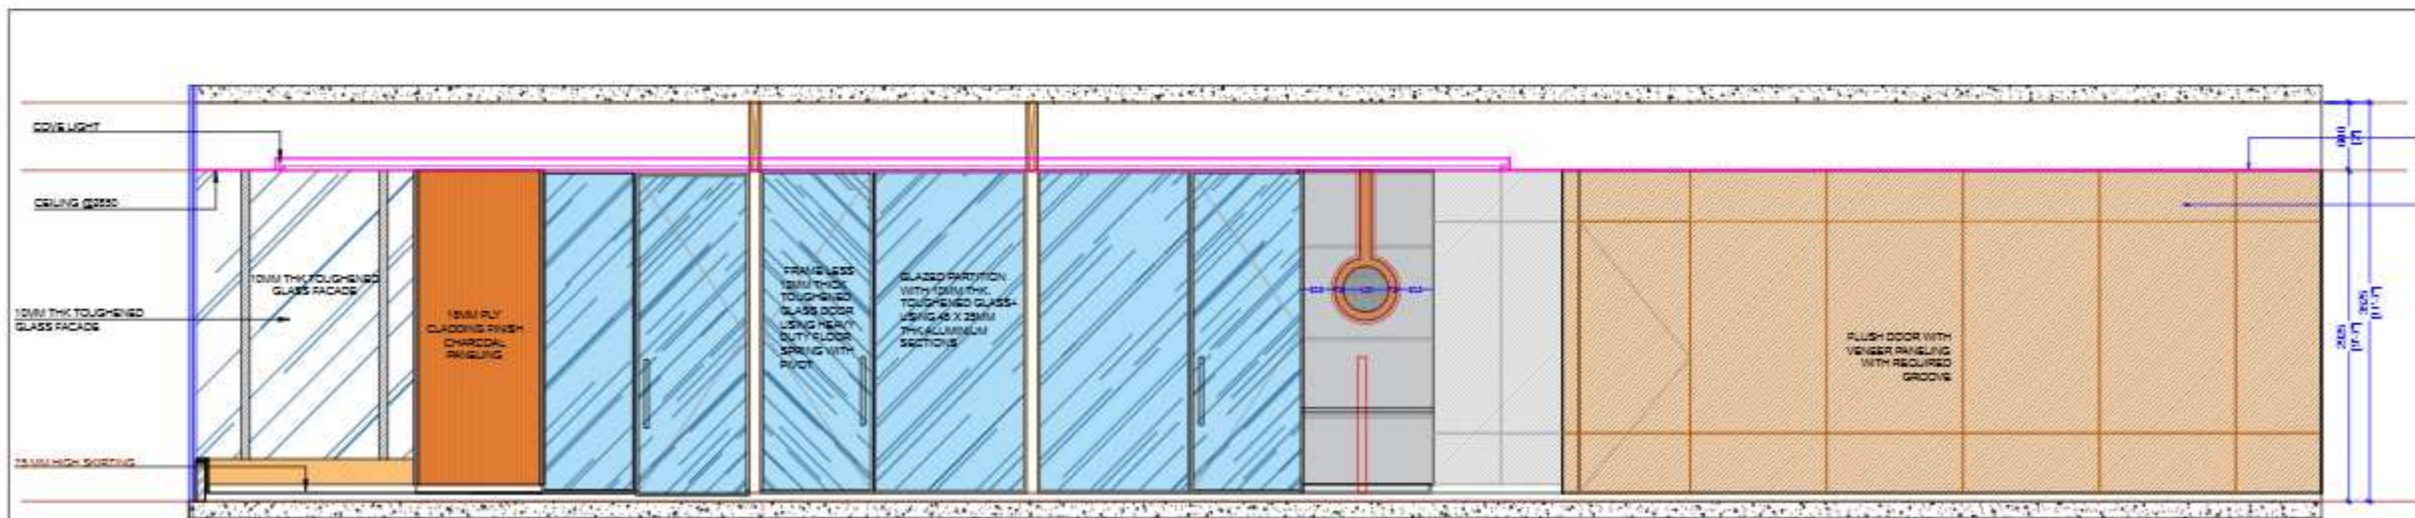 COVE LIGHT
CEILING @2550
10MM THK TOUGHENED
GLASS FACADE
10MM THK TOUGHENED
GLASS FACADE
75 MM HIGH SKIRTING
18MM PLY
CLADDING FINISH
CHARCOAL
PANELING
FRAME LESS
12MM THICK
TOUGHENED
GLASS DOOR
USING HEAVY
DUTY FLOOR
SPRING WITH
PIVOT
GLAZED PARTITION
WITH 12MM THK.
TOUGHENED GLASS+
USING 45 X 25MM
THK ALUMINIUM
SECTIONS
FLUSH DOOR WITH
VENEER PANELING
WITH REQUIRED
GROOVE